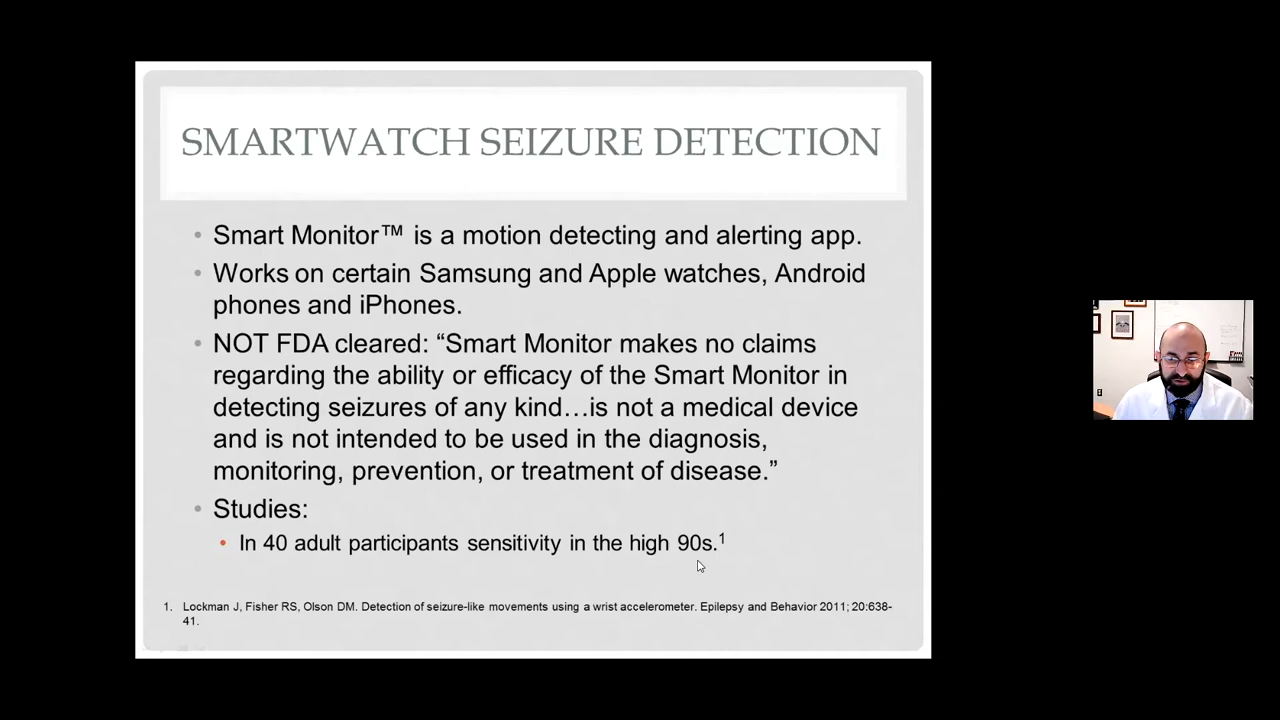 SMARTWATCH SEIZURE DETECTION
• Smart Monitor™ is a motion detecting and alerting app.
• Works on certain Samsung and Apple watches, Android
phones and iPhones.
• NOT FDA cleared: “Smart Monitor makes no claims
regarding the ability or efficacy of the Smart Monitor in
detecting seizures of any kind…is not a medical device
and is not intended to be used in the diagnosis,
monitoring, prevention, or treatment of disease.”
• Studies:
• In 40 adult participants sensitivity in the high 90s.¹
1. Lockman J, Fisher RS, Olson DM. Detection of seizure-like movements using a wrist accelerometer. Epilepsy and Behavior 2011; 20:638-
41.